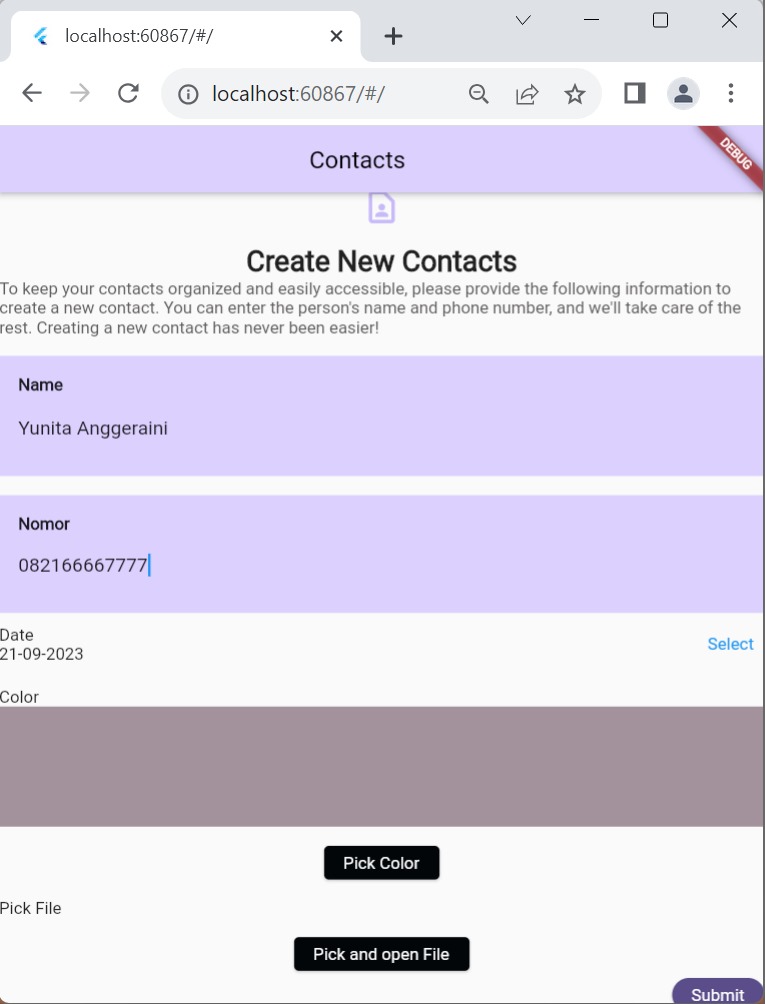 localhost:60867/#/
localhost:60867/#/
Contacts
DEBUG
Create New Contacts
To keep your contacts organized and easily accessible, please provide the following information to
create a new contact. You can enter the person's name and phone number, and we'll take care of the
rest. Creating a new contact has never been easier!
Name
Yunita Anggeraini
Nomor
082166667777
Date
21-09-2023
Select
Color
Pick Color
Pick File
Pick and open File
Submit